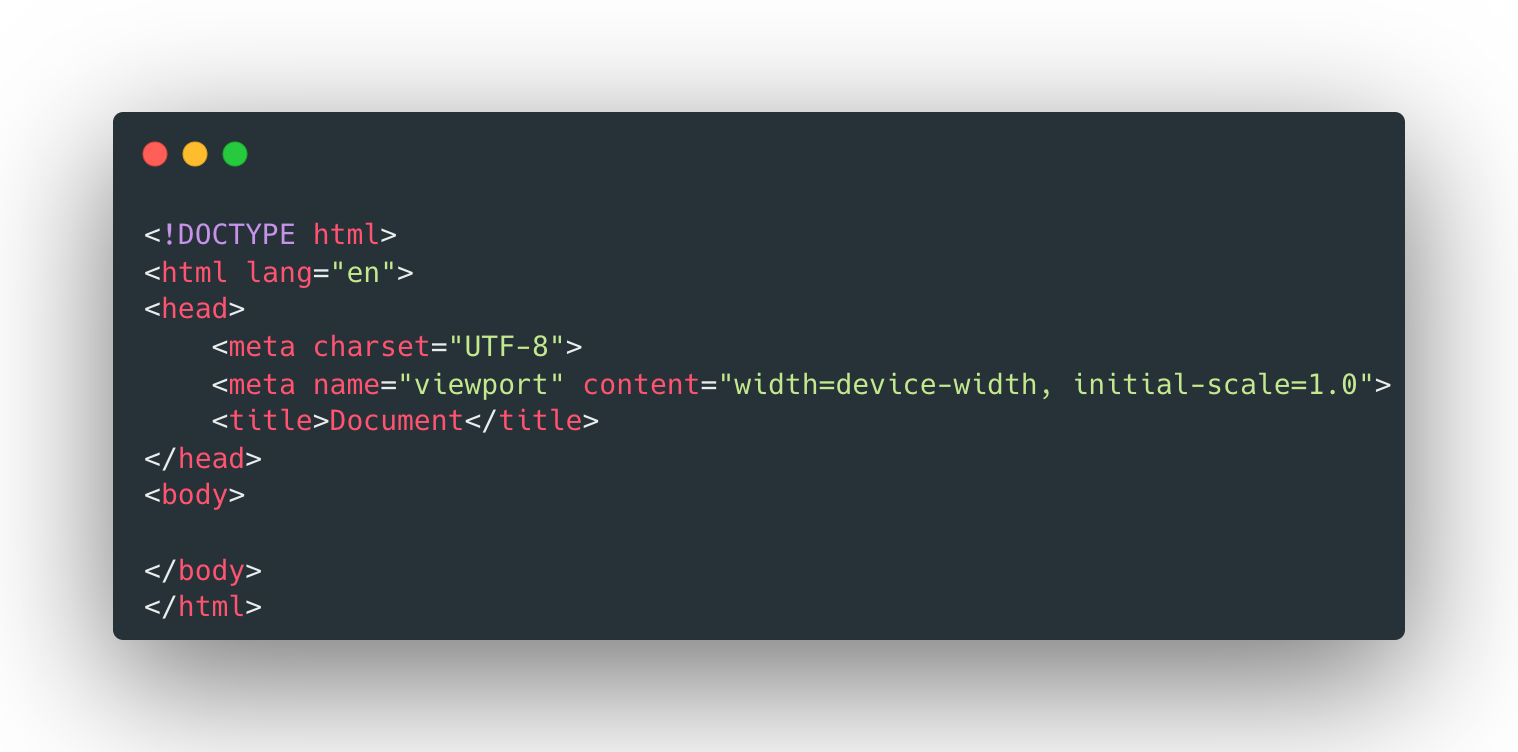 <!DOCTYPE html>
<html lang="en">
<head>
    <meta charset="UTF-8">
    <meta name="viewport" content="width=device-width, initial-scale=1.0">
    <title>Document</title>
</head>
<body>

</body>
</html>